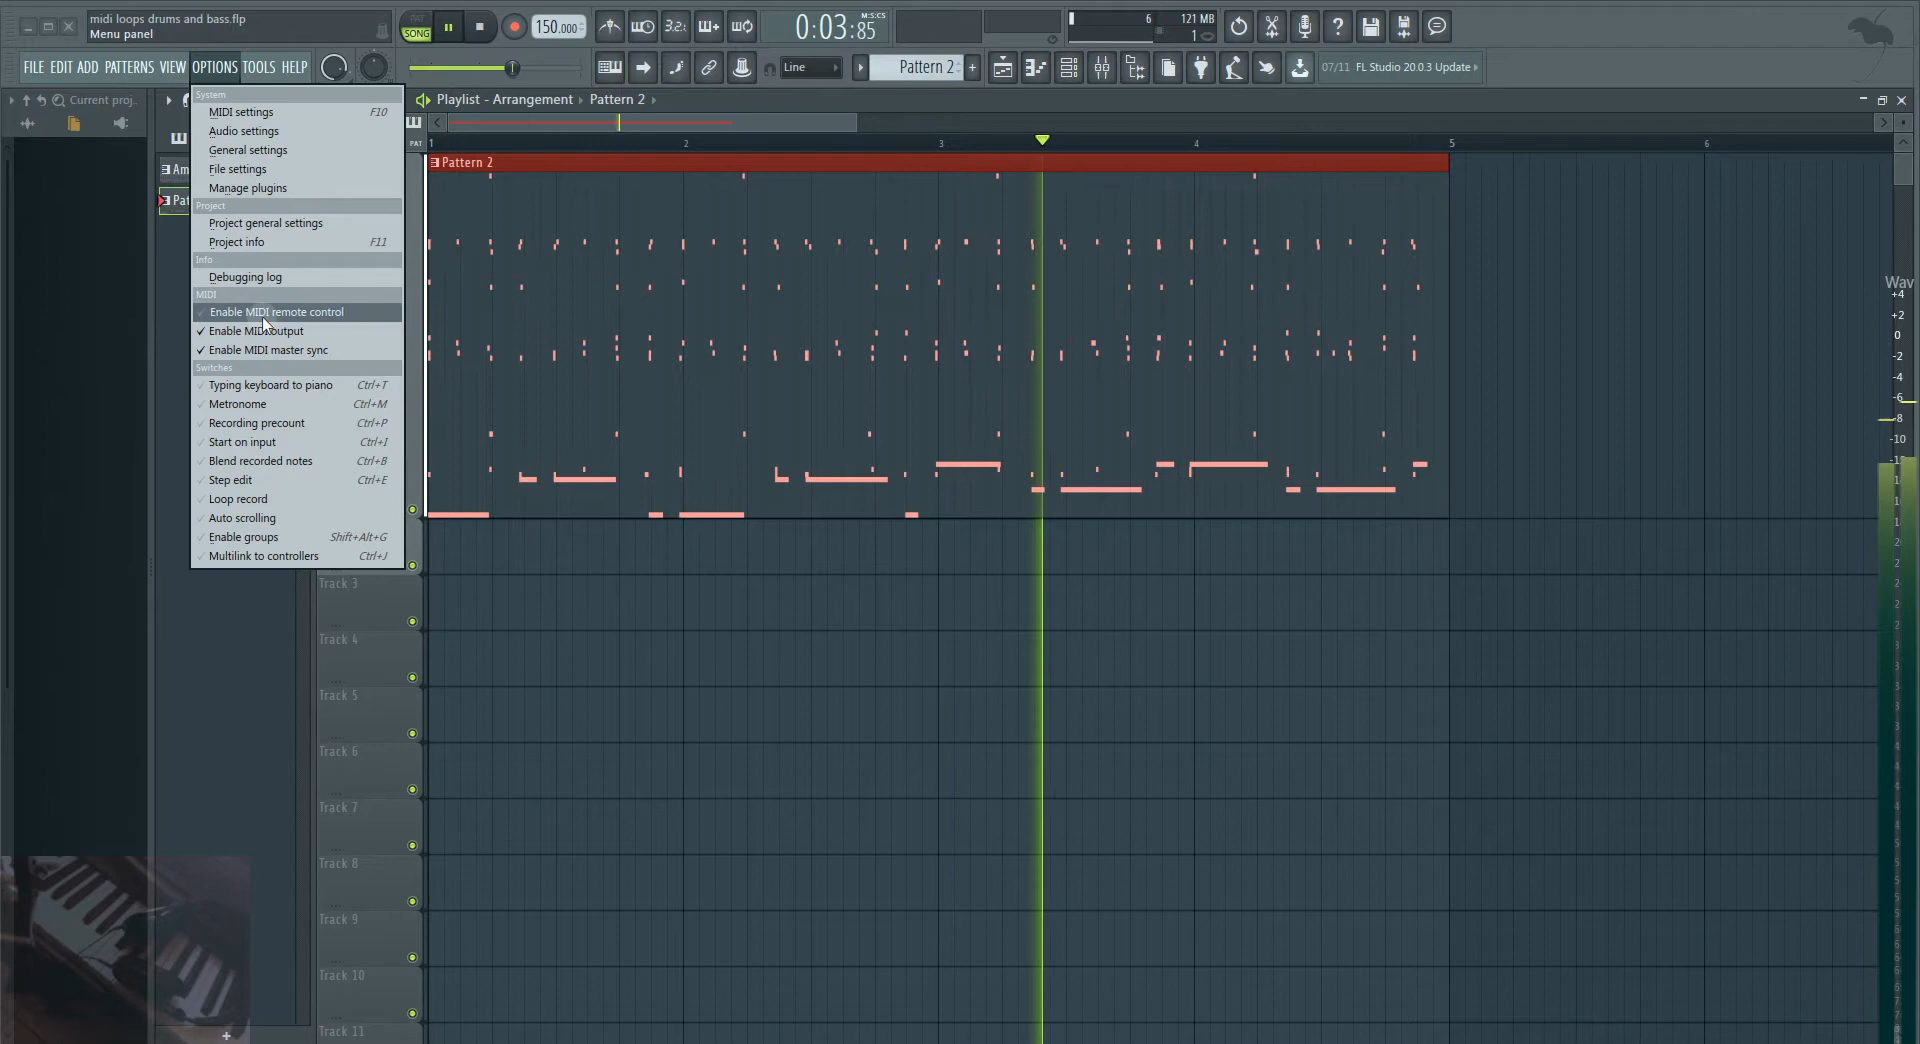 midi loops drums and bass.flp
Menu panel
PAT
SONG
150.000
3.2.
0:03:85
M:S:CS
6
121 MB
1
FILE EDIT ADD PATTERNS VIEW OPTIONS TOOLS HELP
Line
Pattern 2
07/11 FL Studio 20.0.3 Update
Current proj..
Playlist - Arrangement
Pattern 2
PAT
1 2 3 4 5 6
Pattern 2
Am
Pat
System
MIDI settings F10
Audio settings
General settings
File settings
Manage plugins
Project
Project general settings
Project info F11
Info
Debugging log
MIDI
Enable MIDI remote control
Enable MIDI output
Enable MIDI master sync
Switches
Typing keyboard to piano Ctrl+T
Metronome Ctrl+M
Recording precount Ctrl+P
Start on input Ctrl+I
Blend recorded notes Ctrl+B
Step edit Ctrl+E
Loop record
Auto scrolling
Enable groups Shift+Alt+G
Multilink to controllers Ctrl+J
Track 3
Track 4
Track 5
Track 6
Track 7
Track 8
Track 9
Track 10
Track 11
Wav
+4
+2
0
-2
-4
-6
-8
-10